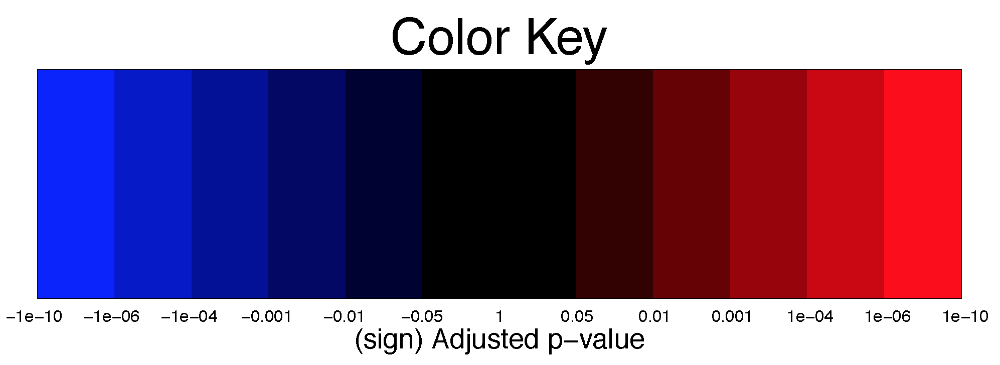 Color Key
−1e−10 −1e−06 −1e−04 −0.001 −0.01 −0.05 1 0.05 0.01 0.001 1e−04 1e−06 1e−10
(sign) Adjusted p−value